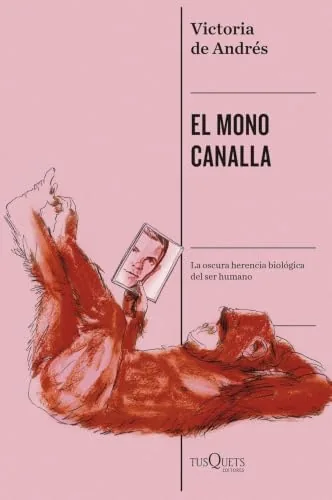 Victoria
de Andrés
EL MONO
CANALLA
La oscura herencia biológica
del ser humano
TUSQUETS
EDITORES